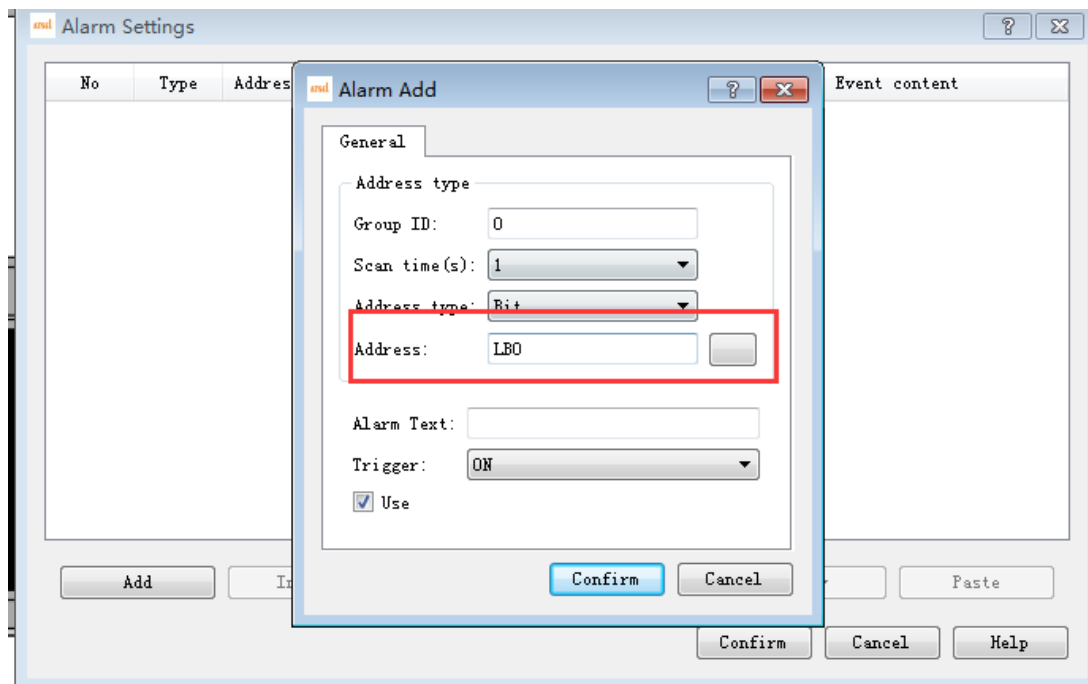 Alarm Settings
No Type Addres Event content
Alarm Add
General
Address type
Group ID: 0
Scan time(s): 1
Address type: Bit
Address: LB0
Alarm Text:
Trigger: ON
Use
Confirm Cancel
Add In Paste
Confirm Cancel Help